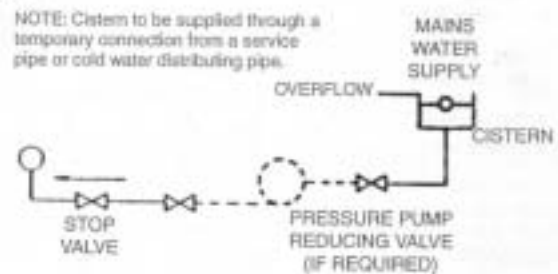 NOTE: Cistern to be supplied through a
temporary connection from a service
pipe or cold water distributing pipe.
MAINS
WATER
SUPPLY
OVERFLOW
CISTERN
STOP
VALVE
PRESSURE PUMP
REDUCING VALVE
(IF REQUIRED)